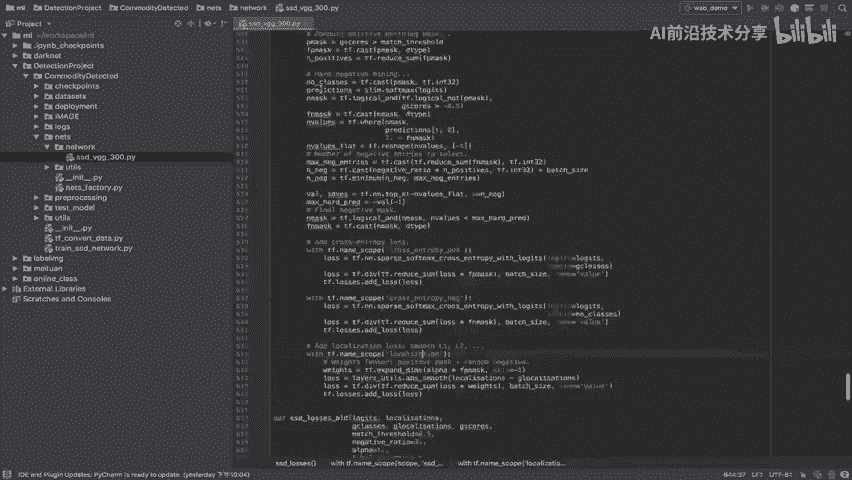 ml DetectionProject CommodityDetected nets network ssd_vgg_300.py
web_demo
Project
ssd_vgg_300.py
AI前沿技术分享 bilibili
ml
.ipynb_checkpoints
darknet
DetectionProject
CommodityDetected
checkpoints
datasets
deployment
IMAGE
logs
nets
network
ssd_vgg_300.py
utils
__init__.py
nets_factory.py
preprocessing
test_model
utils
__init__.py
tf_convert_data.py
train_ssd_network.py
labelimg
meituan
online_class
External Libraries
Scratches and Consoles
pmask = gscores > match_threshold
fpmask = tf.cast(pmask, dtype)
n_positives = tf.reduce_sum(fpmask)
# Hard negative mining...
no_classes = tf.cast(pmask, tf.int32)
predictions = slim.softmax(logits)
nmask = tf.logical_and(tf.logical_not(pmask),
gscores > -0.5)
fnmask = tf.cast(nmask, dtype)
nvalues = tf.where(nmask,
predictions[:, 0],
1. - fnmask)
nvalues_flat = tf.reshape(nvalues, [-1])
# Number of negative entries to select.
max_neg_entries = tf.cast(tf.reduce_sum(fnmask), tf.int32)
n_neg = tf.cast(negative_ratio * n_positives, tf.int32) + batch_size
n_neg = tf.minimum(n_neg, max_neg_entries)
val, idxes = tf.nn.top_k(-nvalues_flat, k=n_neg)
max_hard_pred = -val[-1]
# Final negative mask.
nmask = tf.logical_and(nmask, nvalues < max_hard_pred)
fnmask = tf.cast(nmask, dtype)
# Add cross-entropy loss.
with tf.name_scope('cross_entropy_pos'):
loss = tf.nn.sparse_softmax_cross_entropy_with_logits(logits=logits,
labels=gclasses)
loss = tf.div(tf.reduce_sum(loss * fpmask), batch_size, name='value')
tf.losses.add_loss(loss)
with tf.name_scope('cross_entropy_neg'):
loss = tf.nn.sparse_softmax_cross_entropy_with_logits(logits=logits,
labels=no_classes)
loss = tf.div(tf.reduce_sum(loss * fnmask), batch_size, name='value')
tf.losses.add_loss(loss)
# Add localization loss: smooth L1, L2, ...
with tf.name_scope('localization'):
# Weights Tensor: positive mask + random negative.
weights = tf.expand_dims(alpha * fpmask, axis=-1)
loss = layers_utils.abs_smooth(localisations - glocalisations)
loss = tf.div(tf.reduce_sum(loss * weights), batch_size, name='value')
tf.losses.add_loss(loss)
def ssd_losses_old(logits, localisations,
gclasses, glocalisations, gscores,
match_threshold=0.5,
negative_ratio=3.,
alpha=1.,
ssd_losses() with tf.name_scope(scope, 'ssd_... with tf.name_scope('localizatio...
IDE and Plugin Updates: PyCharm is ready to update. (yesterday 下午10:04) 644:37 LF UTF-8